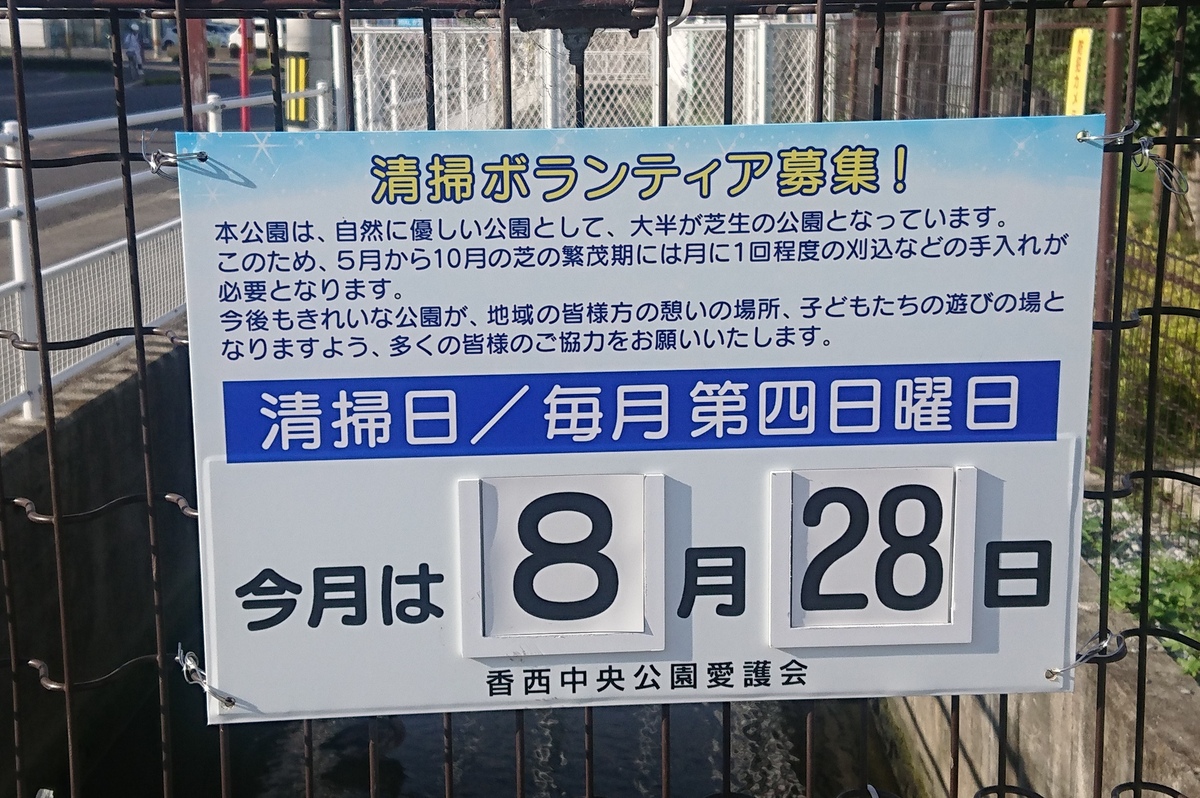 清掃ボランティア募集！
本公園は、自然に優しい公園として、大半が芝生の公園となっています。
このため、5月から10月の芝の繁茂期には月に1回程度の刈込などの手入れが
必要となります。
今後もきれいな公園が、地域の皆様方の憩いの場所、子どもたちの遊びの場と
なりますよう、多くの皆様のご協力をお願いいたします。
清掃日／毎月第四日曜日
今月は 8月 28日
香西中央公園愛護会